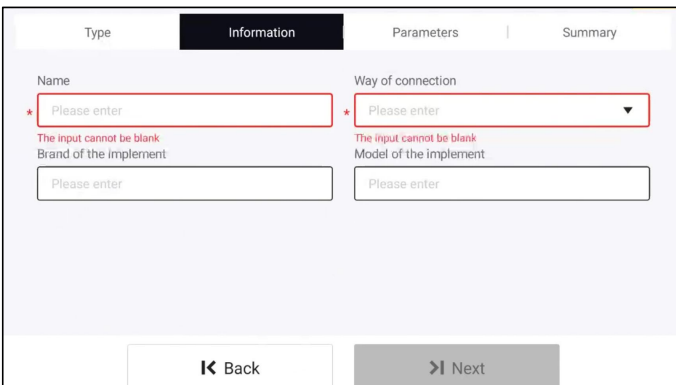 Type Information Parameters Summary
Name Way of connection
* Please enter * Please enter
The input cannot be blank The input cannot be blank
Brand of the implement Model of the implement
Please enter Please enter
Back Next